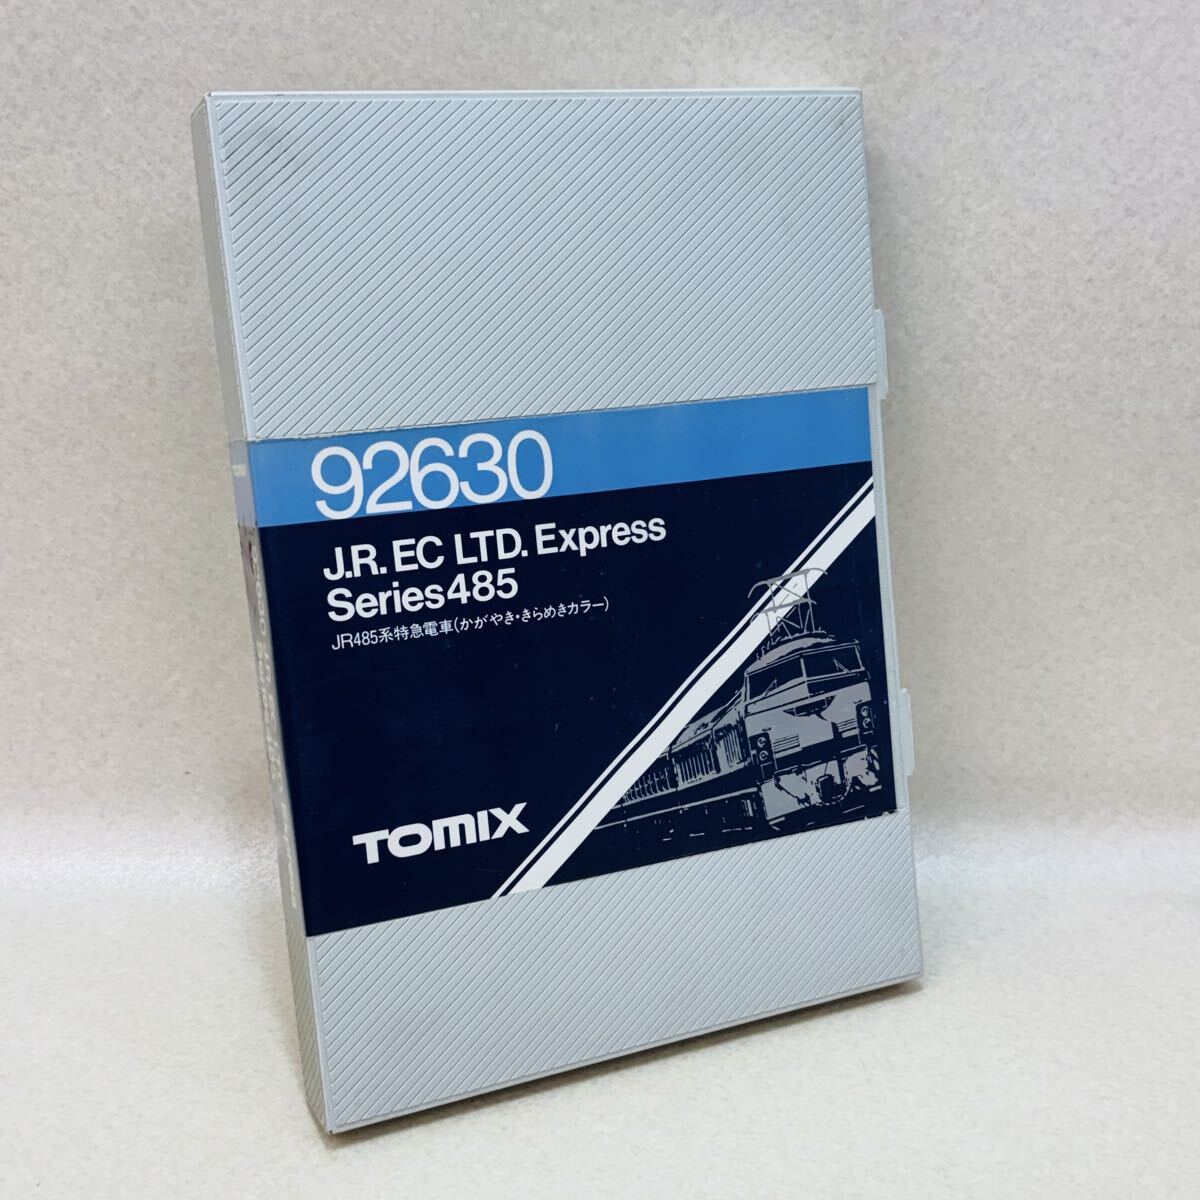 92630
J.R. EC LTD. Express
Series485
JR485系特急電車(かがやき・きらめきカラー)
TOMIX
TOMIX